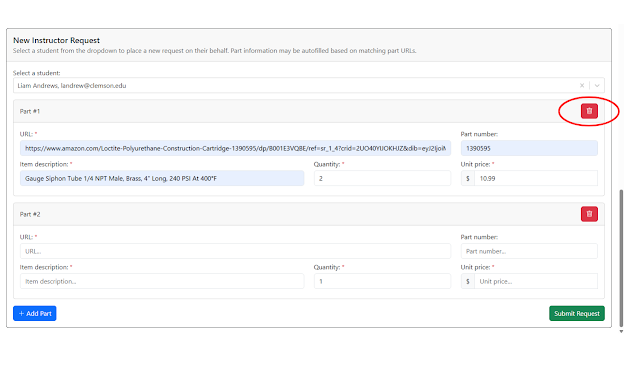 New Instructor Request
Select a student from the dropdown to place a new request on their behalf. Part information may be autofilled based on matching part URLs.
Select a student:
Liam Andrews, landrew@clemson.edu
Part #1
URL: * Part number:
https://www.amazon.com/Loctite-Polyurethane-Construction-Cartridge-1390595/dp/B001E3VQBE/ref=sr_1_4?crid= 1390595
Item description: * Quantity: * Unit price: *
Gauge Siphon Tube 1/4 NPT Male, Brass, 4" Long, 240 PSI At 400°F 2 $ 10.99
Part #2
URL: * Part number:
URL... Part number...
Item description: * Quantity: * Unit price: *
Item description... 1 $ Unit price...
+ Add Part Submit Request